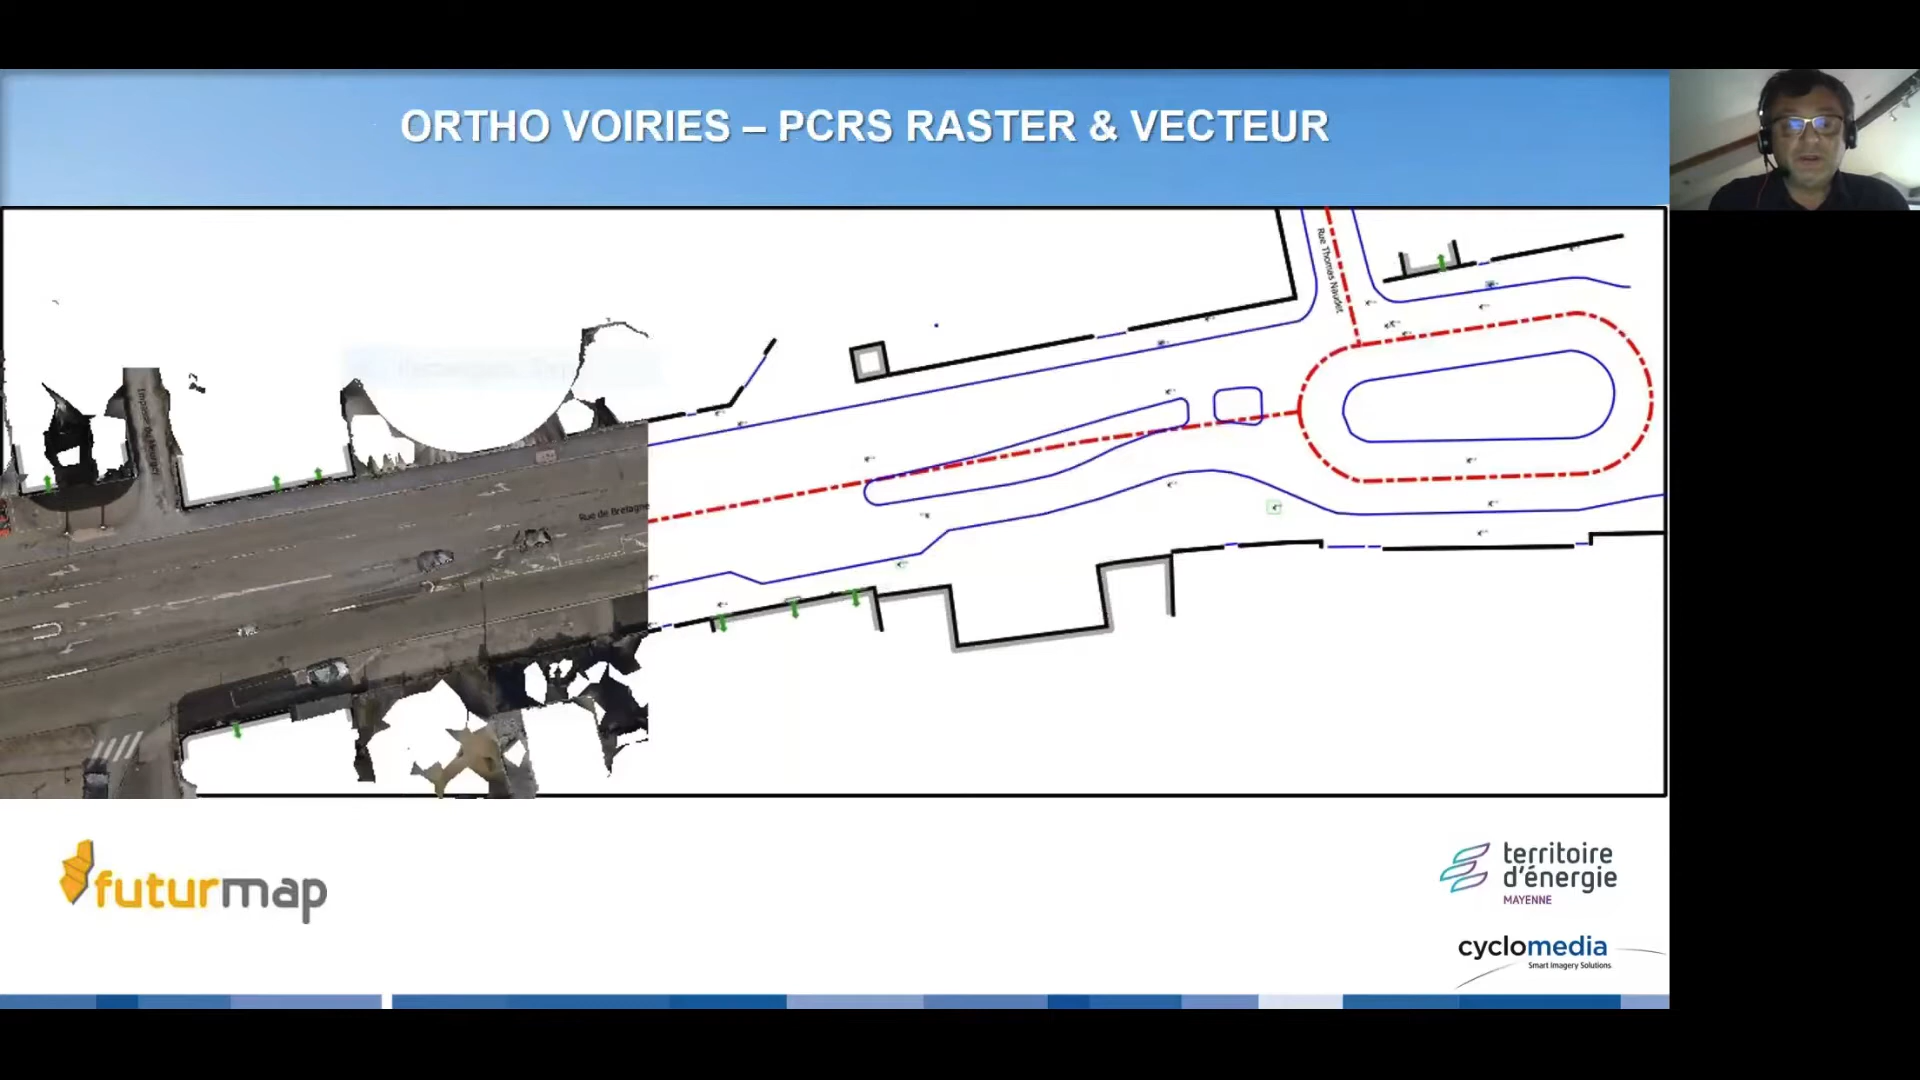 ORTHO VOIRIES – PCRS RASTER & VECTEUR
Rue Thomas Naudet
Rue de Bretagne
futurmap
territoire
d'énergie
MAYENNE
cyclomedia
Smart Imagery Solutions